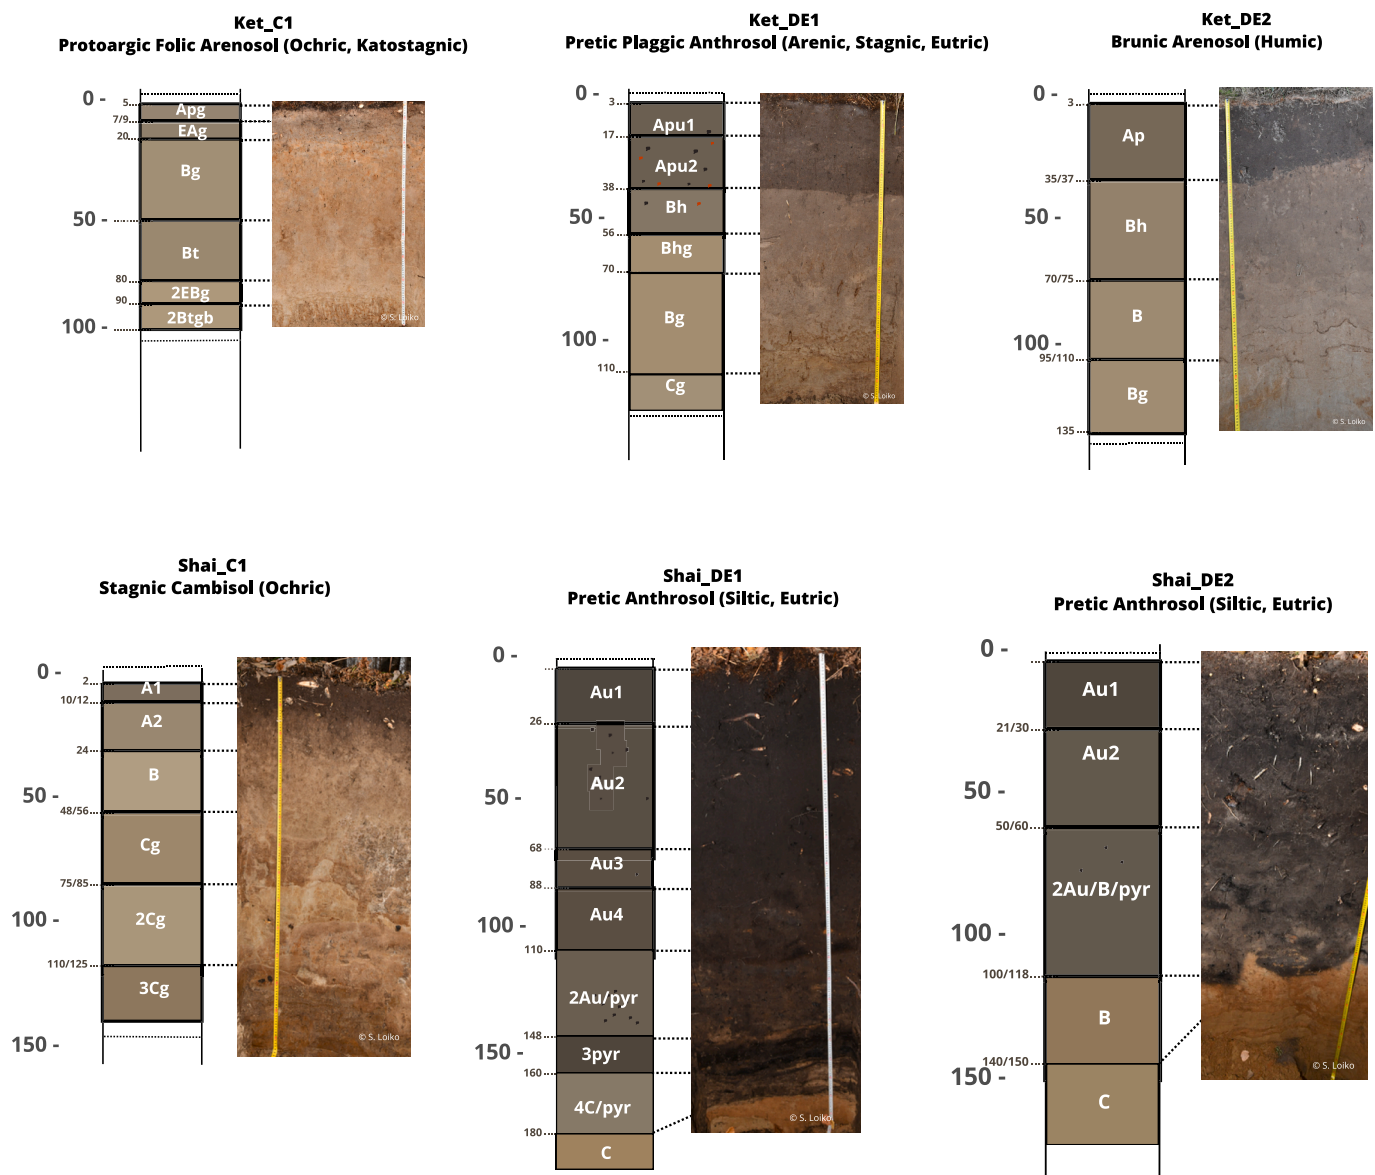 Ket_C1
Protoargic Folic Arenosol (Ochric, Katostagnic)
0 -
5
Apg
7/9
EAg
20
Bg
50 -
Bt
80
2EBg
90
2Btgb
100 -
© S. Loiko
Ket_DE1
Pretic Plaggic Anthrosol (Arenic, Stagnic, Eutric)
0 -
3
Apu1
17
Apu2
38
Bh
50 -
56
Bhg
70
Bg
100 -
110
Cg
© S. Loiko
Ket_DE2
Brunic Arenosol (Humic)
0 -
3
Ap
35/37
50 -
Bh
70/75
B
100 -
95/110
Bg
135
© S. Loiko
Shai_C1
Stagnic Cambisol (Ochric)
0 -
2
A1
10/12
A2
24
B
50 -
48/56
Cg
75/85
100 -
2Cg
110/125
3Cg
150 -
© S. Loiko
Shai_DE1
Pretic Anthrosol (Siltic, Eutric)
0 -
Au1
26
Au2
50 -
68
Au3
88
Au4
100 -
110
2Au/pyr
148
150 -
3pyr
160
4C/pyr
180
C
© S. Loiko
Shai_DE2
Pretic Anthrosol (Siltic, Eutric)
0 -
Au1
21/30
Au2
50 -
50/60
2Au/B/pyr
100 -
100/118
B
140/150
150 -
C
© S. Loiko